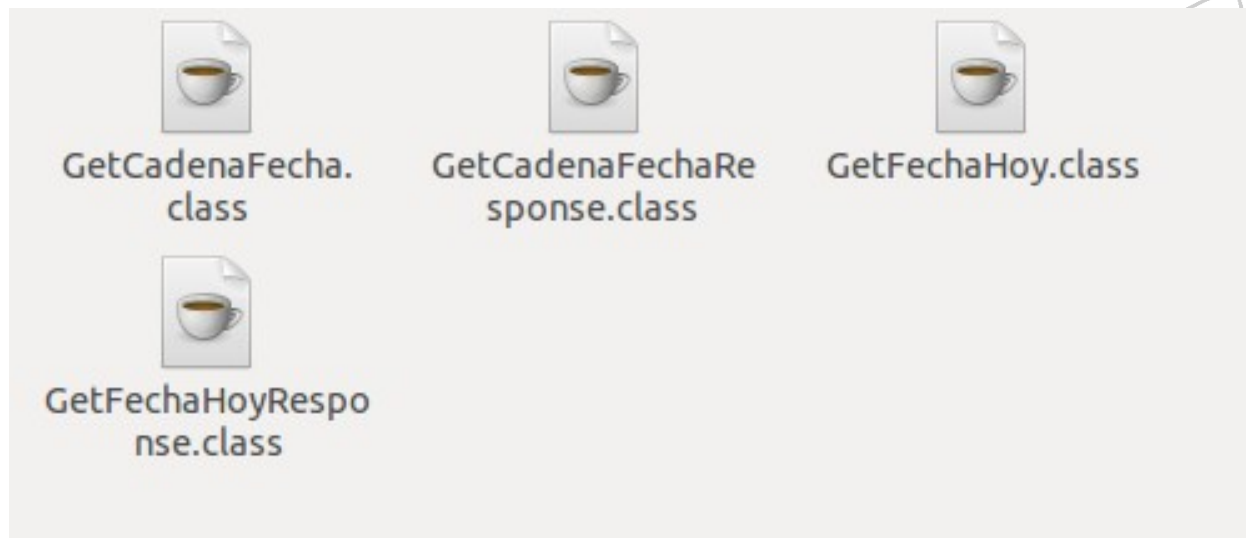 GetCadenaFecha.
class
GetCadenaFechaRe
sponse.class
GetFechaHoy.class
GetFechaHoyRespo
nse.class